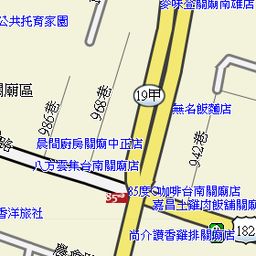 麥味登關廟南雄店
公共托育家園
關廟區
19甲
無名飯麵店
968巷
986巷
晨間廚房關廟中正店
942巷
八方雲集台南關廟店
85度C咖啡台南關廟店
嘉昌土雞肉飯舖關廟
香洋旅社
182
尚介讚香雞排關廟店